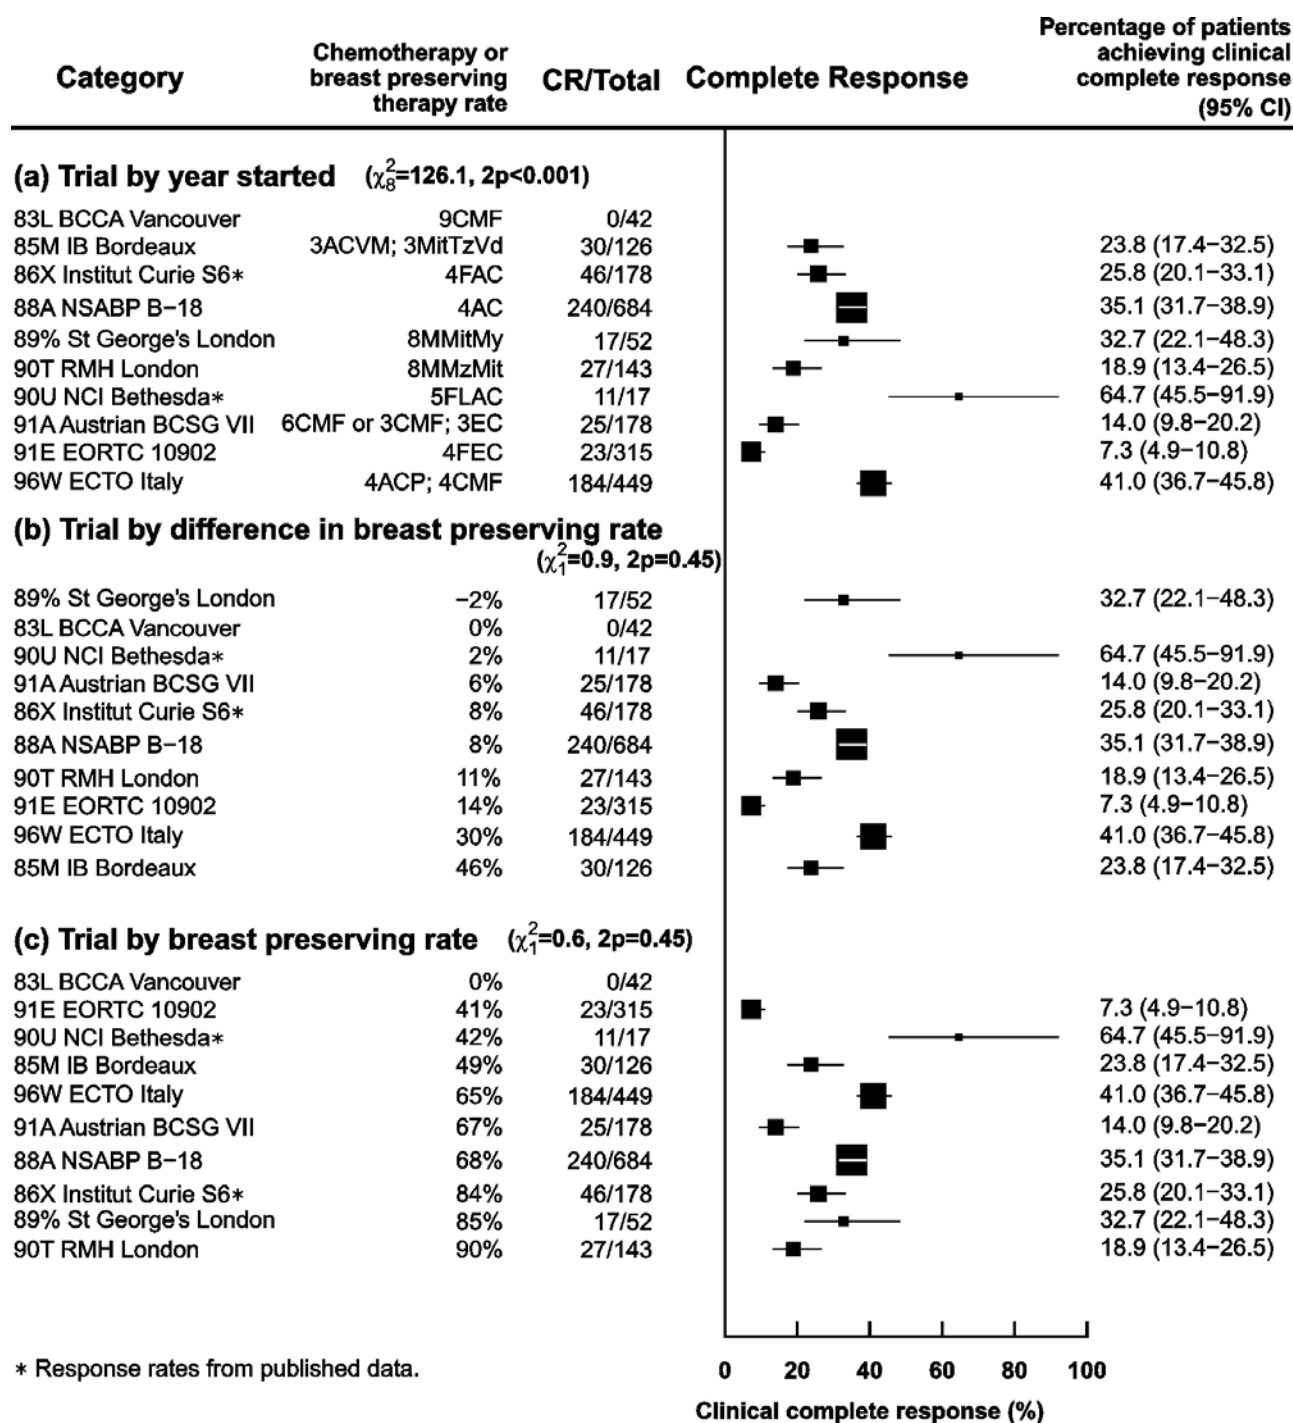 Category Chemotherapy or breast preserving therapy rate CR/Total Complete Response Percentage of patients achieving clinical complete response (95% CI)
(a) Trial by year started (χ²₈=126.1, 2p<0.001)
83L BCCA Vancouver 9CMF 0/42
85M IB Bordeaux 3ACVM; 3MitTzVd 30/126 23.8 (17.4−32.5)
86X Institut Curie S6* 4FAC 46/178 25.8 (20.1−33.1)
88A NSABP B−18 4AC 240/684 35.1 (31.7−38.9)
89% St George's London 8MMitMy 17/52 32.7 (22.1−48.3)
90T RMH London 8MMzMit 27/143 18.9 (13.4−26.5)
90U NCI Bethesda* 5FLAC 11/17 64.7 (45.5−91.9)
91A Austrian BCSG VII 6CMF or 3CMF; 3EC 25/178 14.0 (9.8−20.2)
91E EORTC 10902 4FEC 23/315 7.3 (4.9−10.8)
96W ECTO Italy 4ACP; 4CMF 184/449 41.0 (36.7−45.8)
(b) Trial by difference in breast preserving rate
(χ²₁=0.9, 2p=0.45)
89% St George's London −2% 17/52 32.7 (22.1−48.3)
83L BCCA Vancouver 0% 0/42
90U NCI Bethesda* 2% 11/17 64.7 (45.5−91.9)
91A Austrian BCSG VII 6% 25/178 14.0 (9.8−20.2)
86X Institut Curie S6* 8% 46/178 25.8 (20.1−33.1)
88A NSABP B−18 8% 240/684 35.1 (31.7−38.9)
90T RMH London 11% 27/143 18.9 (13.4−26.5)
91E EORTC 10902 14% 23/315 7.3 (4.9−10.8)
96W ECTO Italy 30% 184/449 41.0 (36.7−45.8)
85M IB Bordeaux 46% 30/126 23.8 (17.4−32.5)
(c) Trial by breast preserving rate (χ²₁=0.6, 2p=0.45)
83L BCCA Vancouver 0% 0/42
91E EORTC 10902 41% 23/315 7.3 (4.9−10.8)
90U NCI Bethesda* 42% 11/17 64.7 (45.5−91.9)
85M IB Bordeaux 49% 30/126 23.8 (17.4−32.5)
96W ECTO Italy 65% 184/449 41.0 (36.7−45.8)
91A Austrian BCSG VII 67% 25/178 14.0 (9.8−20.2)
88A NSABP B−18 68% 240/684 35.1 (31.7−38.9)
86X Institut Curie S6* 84% 46/178 25.8 (20.1−33.1)
89% St George's London 85% 17/52 32.7 (22.1−48.3)
90T RMH London 90% 27/143 18.9 (13.4−26.5)
* Response rates from published data.
0 20 40 60 80 100
Clinical complete response (%)